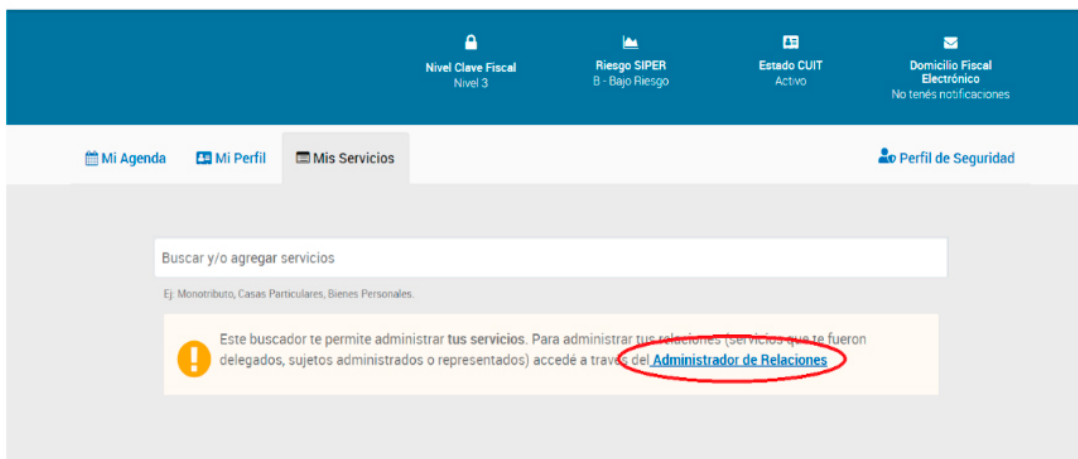 Nivel Clave Fiscal
Nivel 3
Riesgo SIPER
B - Bajo Riesgo
Estado CUIT
Activo
Domicilio Fiscal
Electrónico
No tenés notificaciones
Mi Agenda
Mi Perfil
Mis Servicios
Perfil de Seguridad
Buscar y/o agregar servicios
Ej: Monotributo, Casas Particulares, Bienes Personales.
Este buscador te permite administrar tus servicios. Para administrar tus relaciones (servicios que te fueron
delegados, sujetos administrados o representados) accedé a través del Administrador de Relaciones